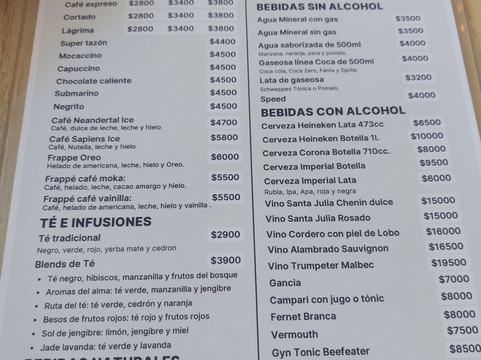 Café expreso $2800 $3400 $3800
Cortado $2800 $3400 $3800
Lágrima $2800 $3400 $3800
Super tazón $4400
Mocaccino $4500
Capuccino $4500
Chocolate caliente $4500
Submarino $4500
Negrito $4500
Café Neandertal Ice $4700
Café, dulce de leche, leche y hielo
Café Sapiens Ice $5800
Café, Nutella, leche y hielo
Frappe Oreo $6000
Helado de americana, leche, hielo y Oreo.
Frappé café moka: $5500
Café, helado, leche, cacao amargo y hielo.
Frappé café vainilla: $5500
Café, helado de americana, leche, hielo y vainilla .
TÉ E INFUSIONES
Té tradicional $2900
Negro, verde, rojo, yerba mate y cedron
Blends de Té $3900
• Té negro, hibiscos, manzanilla y frutos del bosque
• Aromas del alma: té verde, manzanilla y jengibre
• Ruta del té: té verde, cedrón y naranja
• Besos de frutos rojos: té rojo y frutos rojos
• Sol de jengibre: limón, jengibre y miel
• Jade lavanda: té verde y lavanda
BEBIDAS NATURALES
BEBIDAS SIN ALCOHOL
Agua Mineral con gas $3500
Agua Mineral sin gas $3500
Agua saborizada de 500ml $4000
Manzana, naranja, pera y pomelo.
Gaseosa línea Coca de 500ml $4000
Coca cola, Coca Zero, Fanta y Sprite.
Lata de gaseosa $3200
Schweppes Tónica o Pomelo.
Speed $4000
BEBIDAS CON ALCOHOL
Cerveza Heineken Lata 473cc $6500
Cerveza Heineken Botella 1l. $10000
Cerveza Corona Botella 710cc. $8000
Cerveza Imperial Botella $9500
Cerveza Imperial Lata $6000
Rubia, Ipa, Apa, roja y negra
Vino Santa Julia Chenin dulce $15000
Vino Santa Julia Rosado $15000
Vino Cordero con piel de Lobo $16000
Vino Alambrado Sauvignon $16500
Vino Trumpeter Malbec $19500
Gancia $7000
Campari con jugo o tónic $8000
Fernet Branca $8000
Vermouth $7500
Gyn Tonic Beefeater $8500